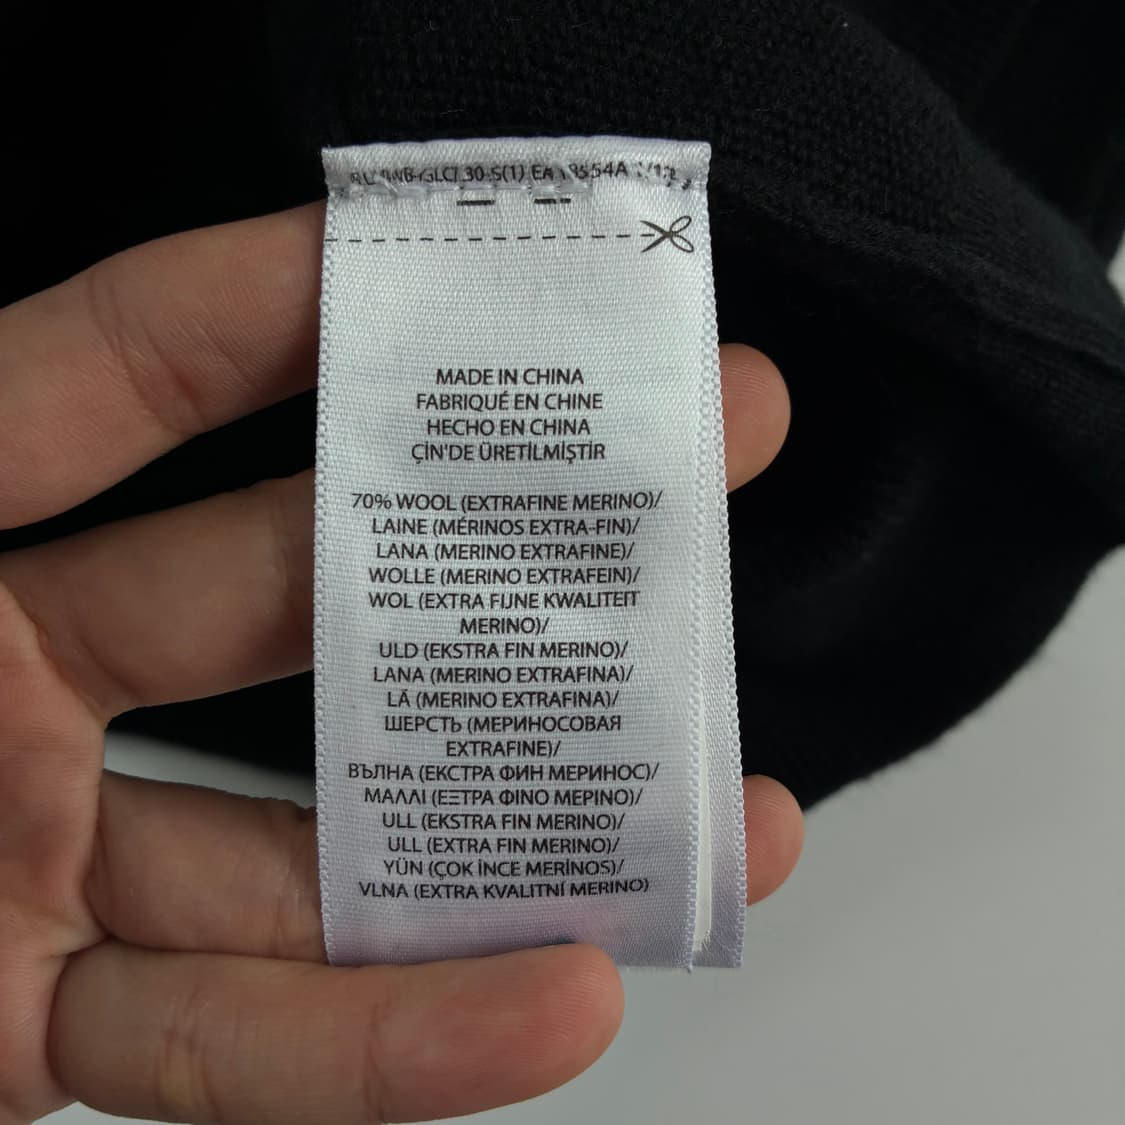 MADE IN CHINA
FABRIQUÉ EN CHINE
HECHO EN CHINA
ÇİN'DE ÜRETİLMİŞTİR
70% WOOL (EXTRAFINE MERINO)/
LAINE (MÉRINOS EXTRA-FIN)/
LANA (MERINO EXTRAFINE)/
WOLLE (MERINO EXTRAFEIN)/
WOL (EXTRA FIJNE KWALITEIT
MERINO)/
ULD (EKSTRA FIN MERINO)/
LANA (MERINO EXTRAFINA)/
LÃ (MERINO EXTRAFINA)/
ШЕРСТЬ (МЕРИНОСОВАЯ
EXTRAFINE)/
ВЪЛНА (ЕКСТРА ФИН МЕРИНОС)/
ΜΑΛΛΙ (ΕΞΤΡΑ ΦΙΝΟ ΜΕΡΙΝΟ)/
ULL (EKSTRA FIN MERINO)/
ULL (EXTRA FIN MERINO)/
YÜN (ÇOK İNCE MERİNOS)/
VLNA (EXTRA KVALITNÍ MERINO)